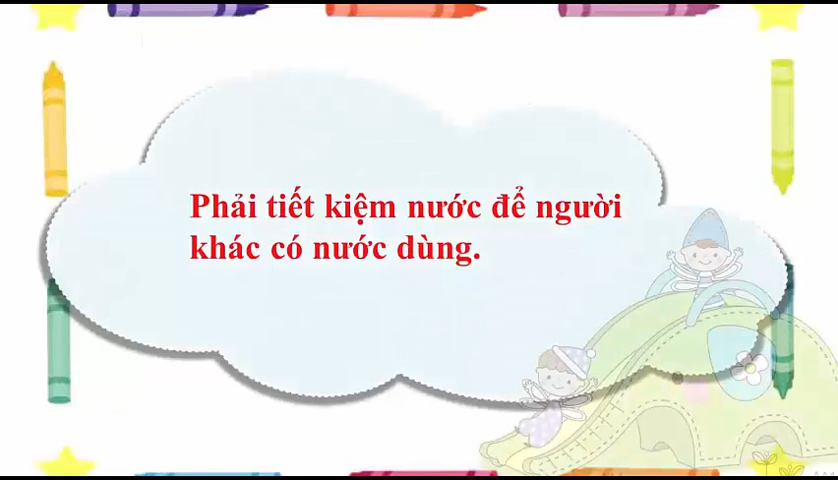 Phải tiết kiệm nước để người
khác có nước dùng.